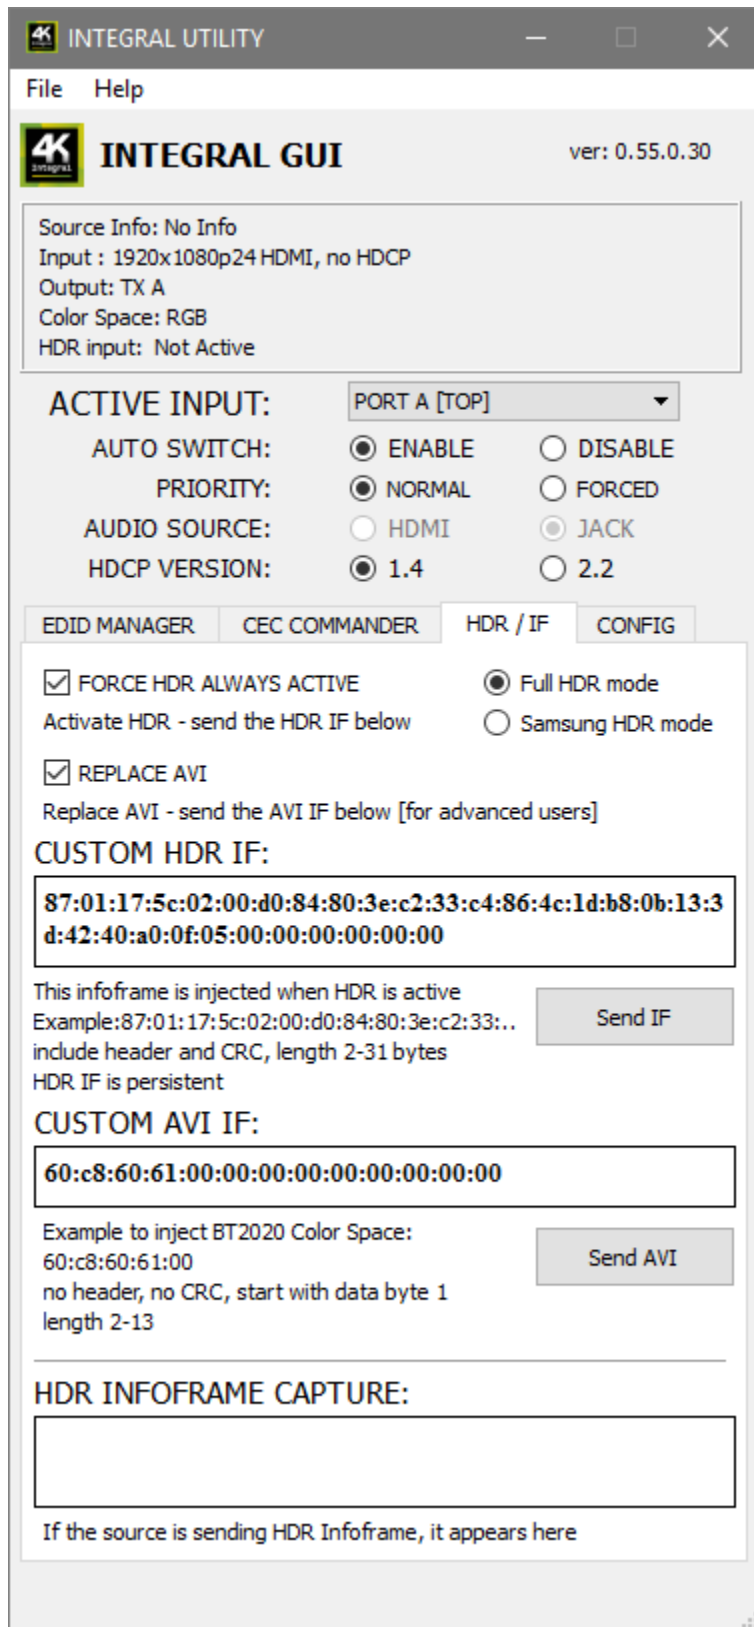 INTEGRAL UTILITY
File Help
4K
Integral
INTEGRAL GUI ver: 0.55.0.30
Source Info: No Info
Input : 1920x1080p24 HDMI, no HDCP
Output: TX A
Color Space: RGB
HDR input: Not Active
ACTIVE INPUT: PORT A [TOP]
AUTO SWITCH: ENABLE DISABLE
PRIORITY: NORMAL FORCED
AUDIO SOURCE: HDMI JACK
HDCP VERSION: 1.4 2.2
EDID MANAGER CEC COMMANDER HDR / IF CONFIG
FORCE HDR ALWAYS ACTIVE Full HDR mode
Activate HDR - send the HDR IF below Samsung HDR mode
REPLACE AVI
Replace AVI - send the AVI IF below [for advanced users]
CUSTOM HDR IF:
87:01:17:5c:02:00:d0:84:80:3e:c2:33:c4:86:4c:1d:b8:0b:13:3
d:42:40:a0:0f:05:00:00:00:00:00:00
This infoframe is injected when HDR is active
Example:87:01:17:5c:02:00:d0:84:80:3e:c2:33:.. Send IF
include header and CRC, length 2-31 bytes
HDR IF is persistent
CUSTOM AVI IF:
60:c8:60:61:00:00:00:00:00:00:00:00:00
Example to inject BT2020 Color Space:
60:c8:60:61:00 Send AVI
no header, no CRC, start with data byte 1
length 2-13
HDR INFOFRAME CAPTURE:
If the source is sending HDR Infoframe, it appears here